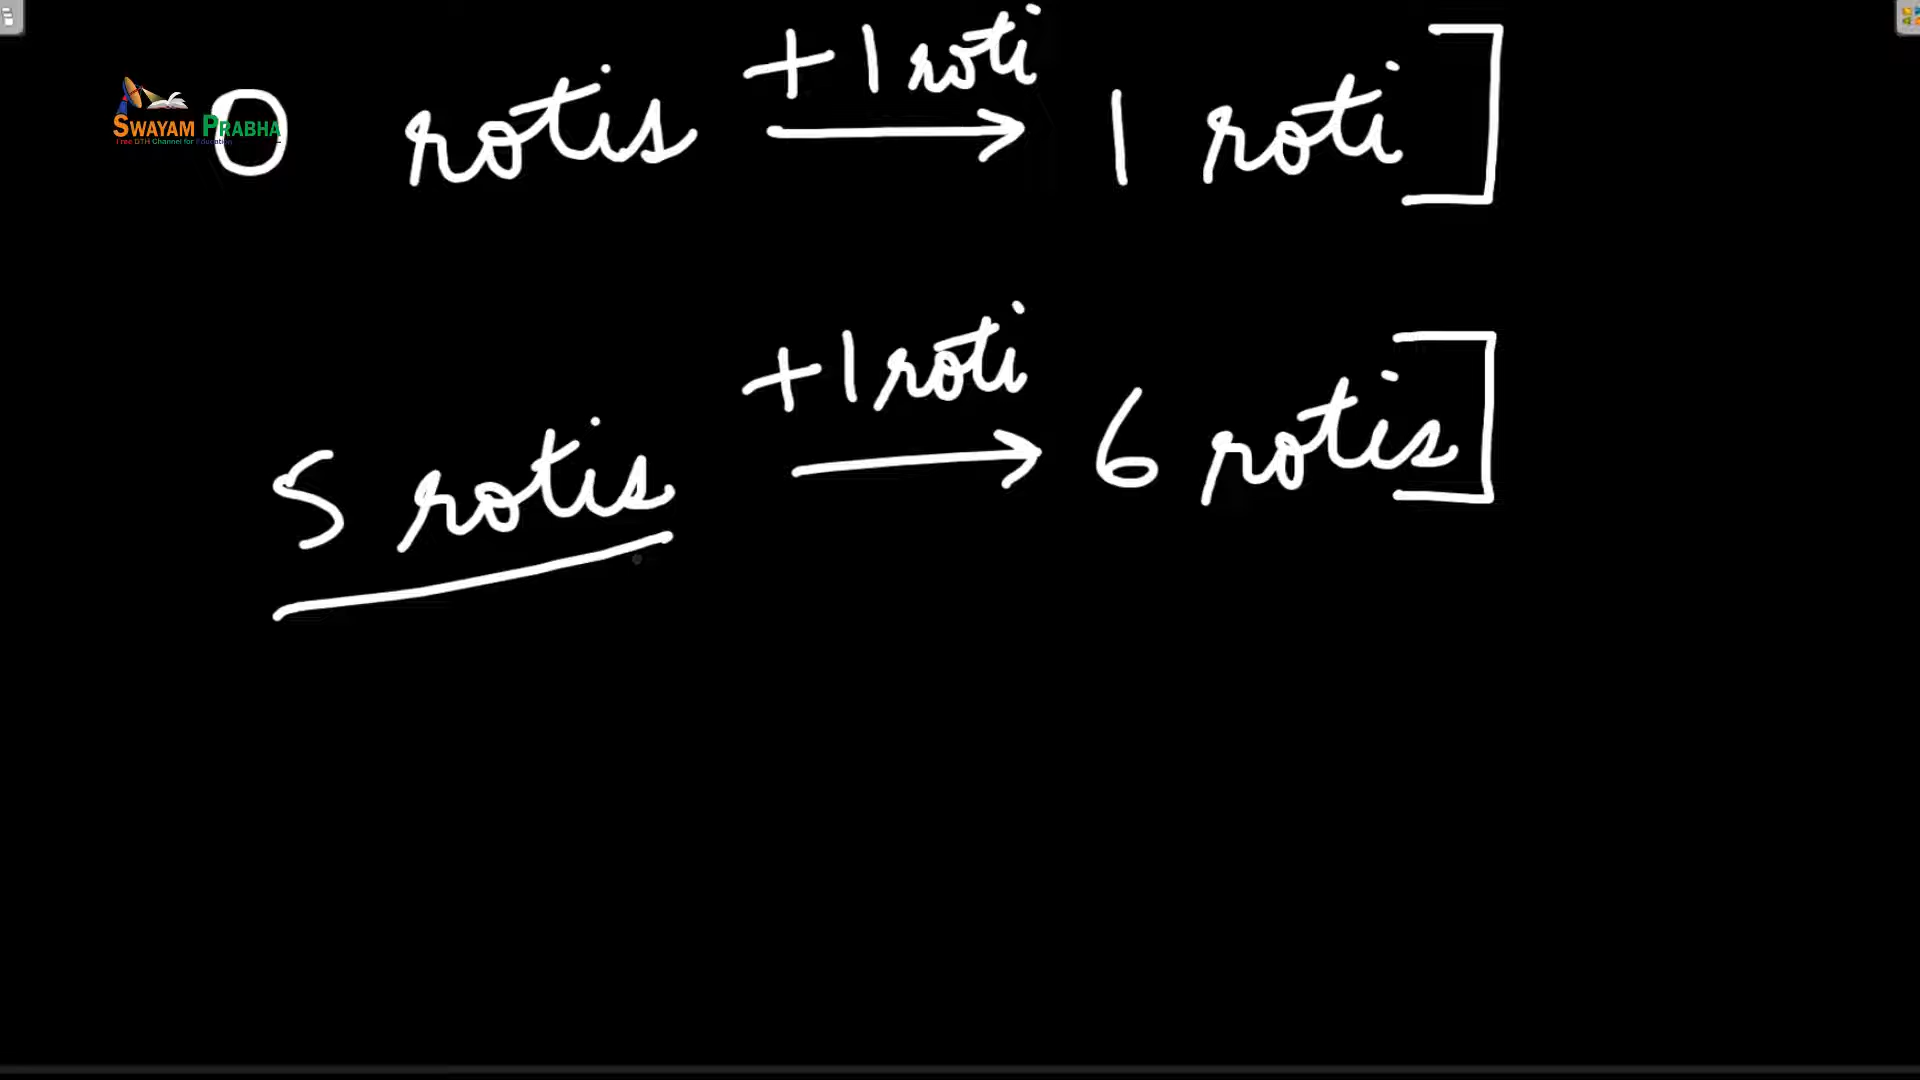 +1 roti
0 rotis → 1 roti ]
SWAYAM PRABHA
Free DTH Channel for Education
+1 roti
5 rotis → 6 rotis ]